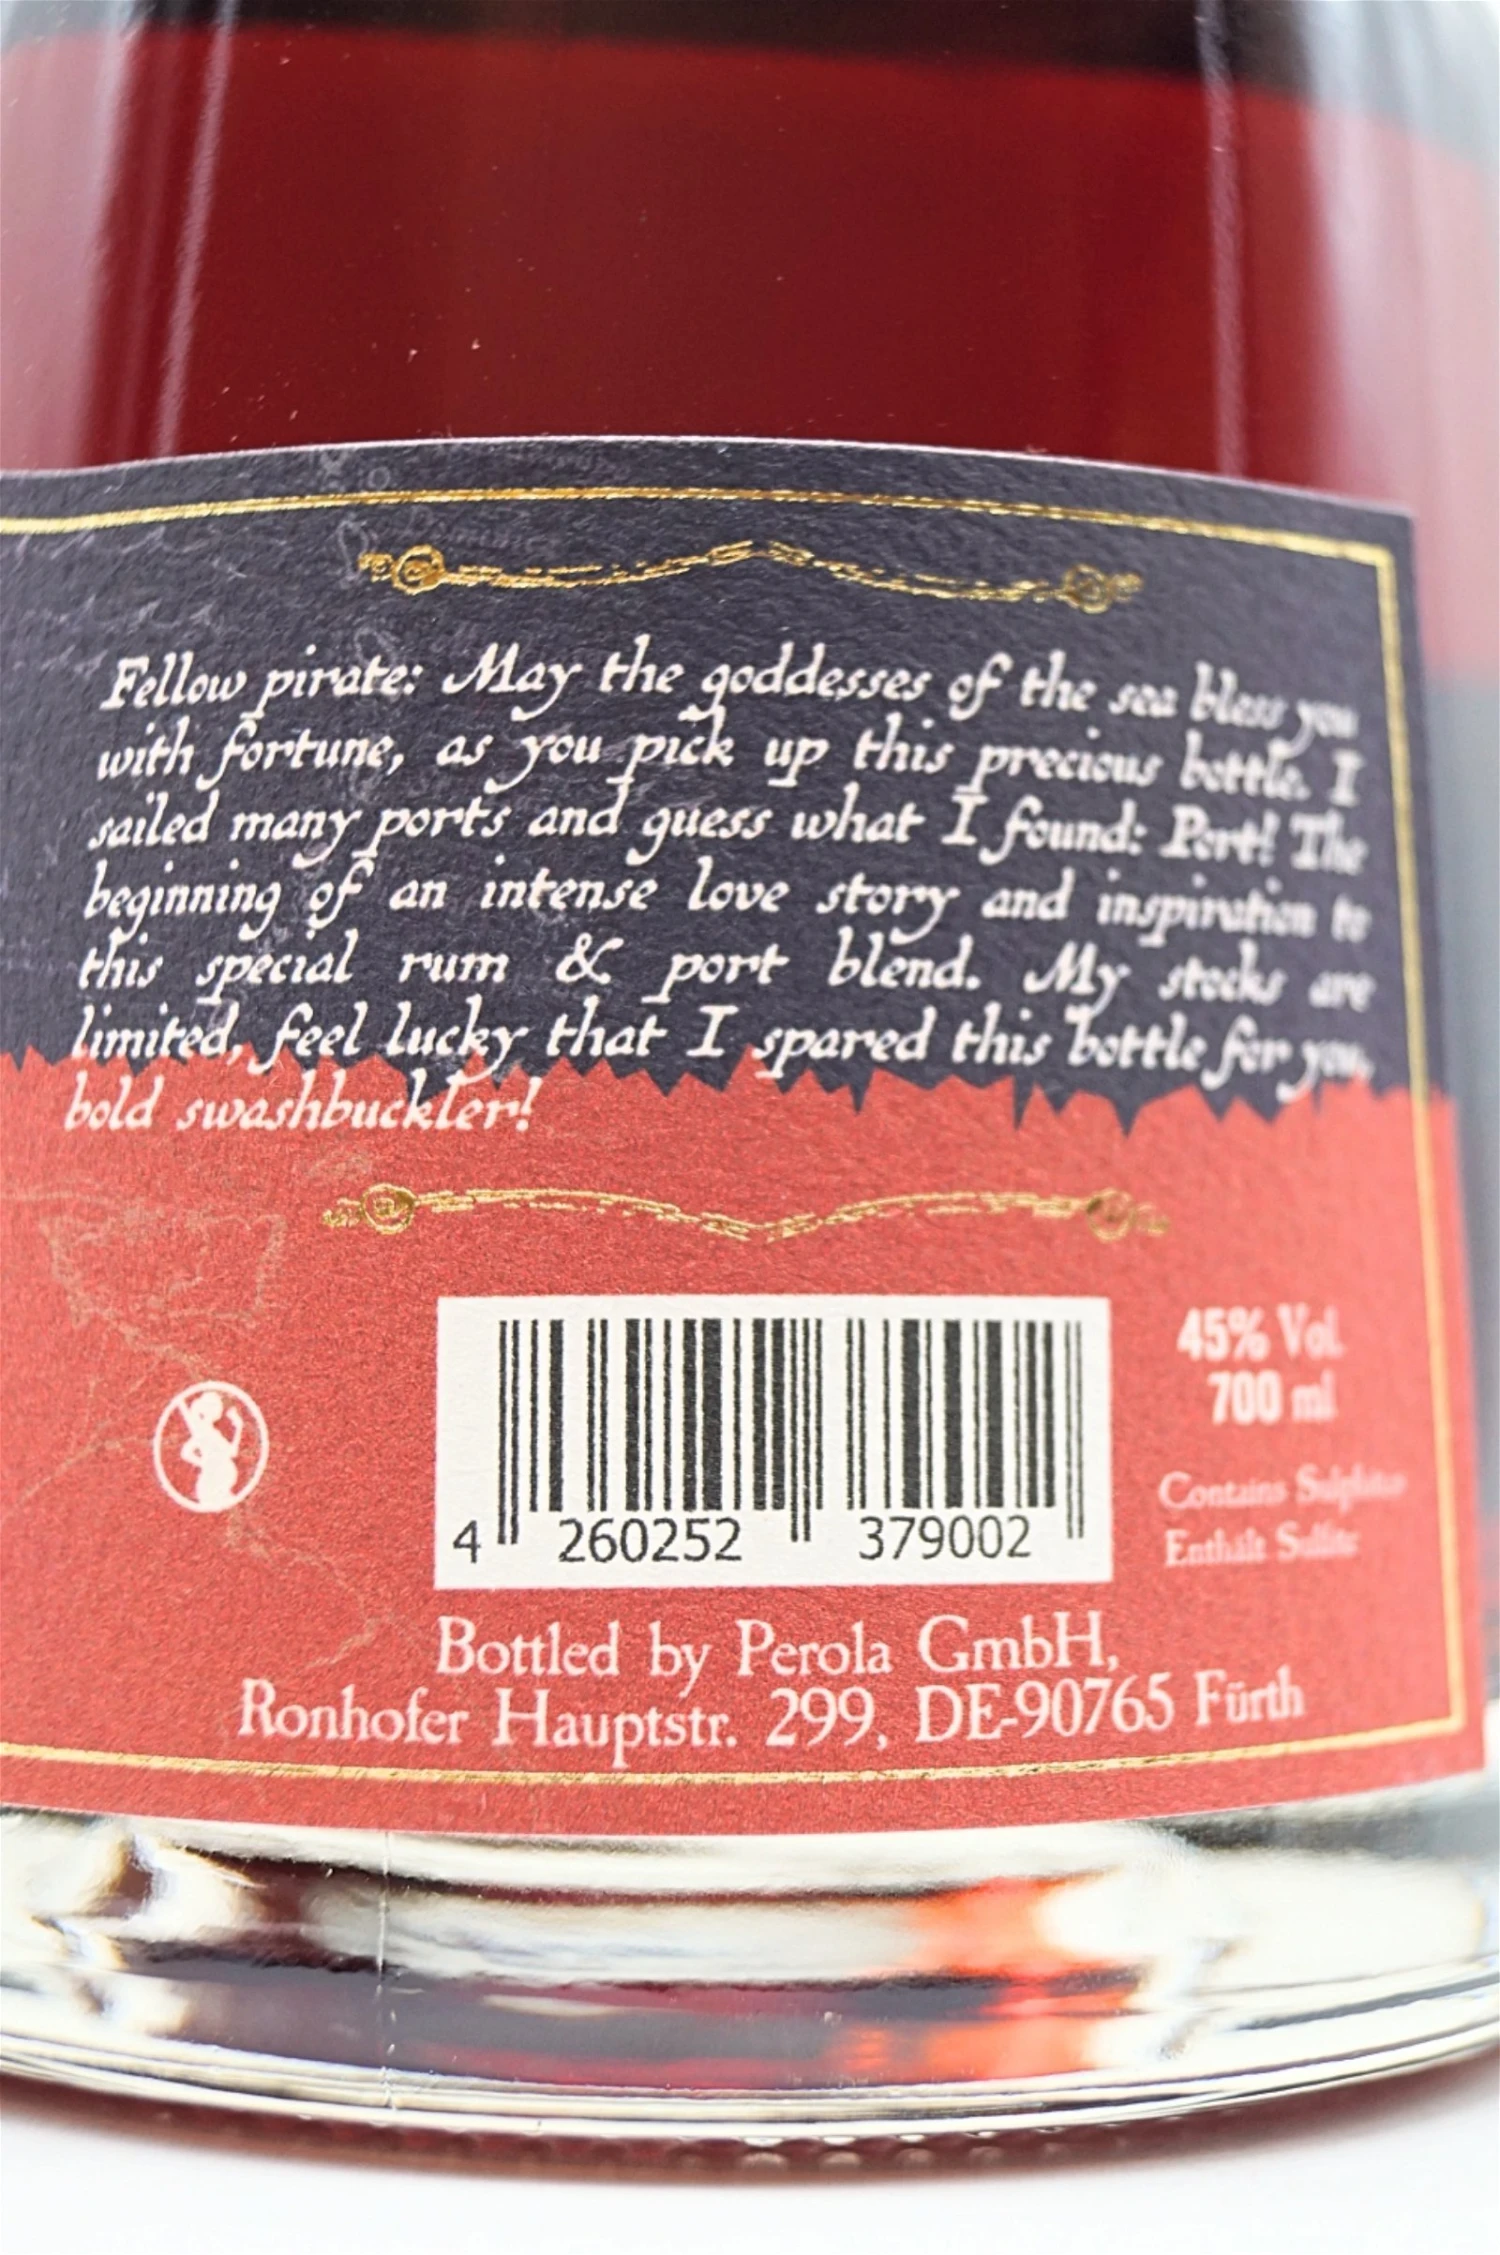 Fellow pirate: May the goddesses of the sea bless you
with fortune, as you pick up this precious bottle. I
sailed many ports and guess what I found: Port! The
beginning of an intense love story and inspiration to
this special rum & port blend. My stocks are
limited, feel lucky that I spared this bottle for you,
bold swashbuckler!
45% Vol.
700 ml
Contains Sulphites
Enthält Sulfite
4 260252 379002
Bottled by Perola GmbH,
Ronhofer Hauptstr. 299, DE-90765 Fürth